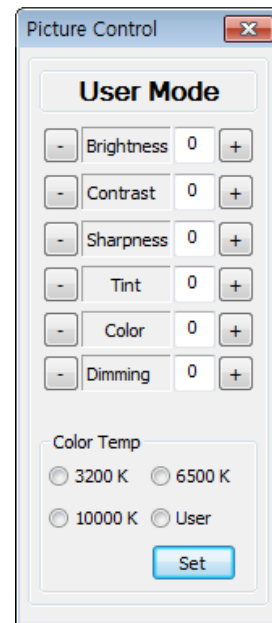 Picture Control
User Mode
- Brightness 0 +
- Contrast 0 +
- Sharpness 0 +
- Tint 0 +
- Color 0 +
- Dimming 0 +
Color Temp
3200 K 6500 K
10000 K User
Set